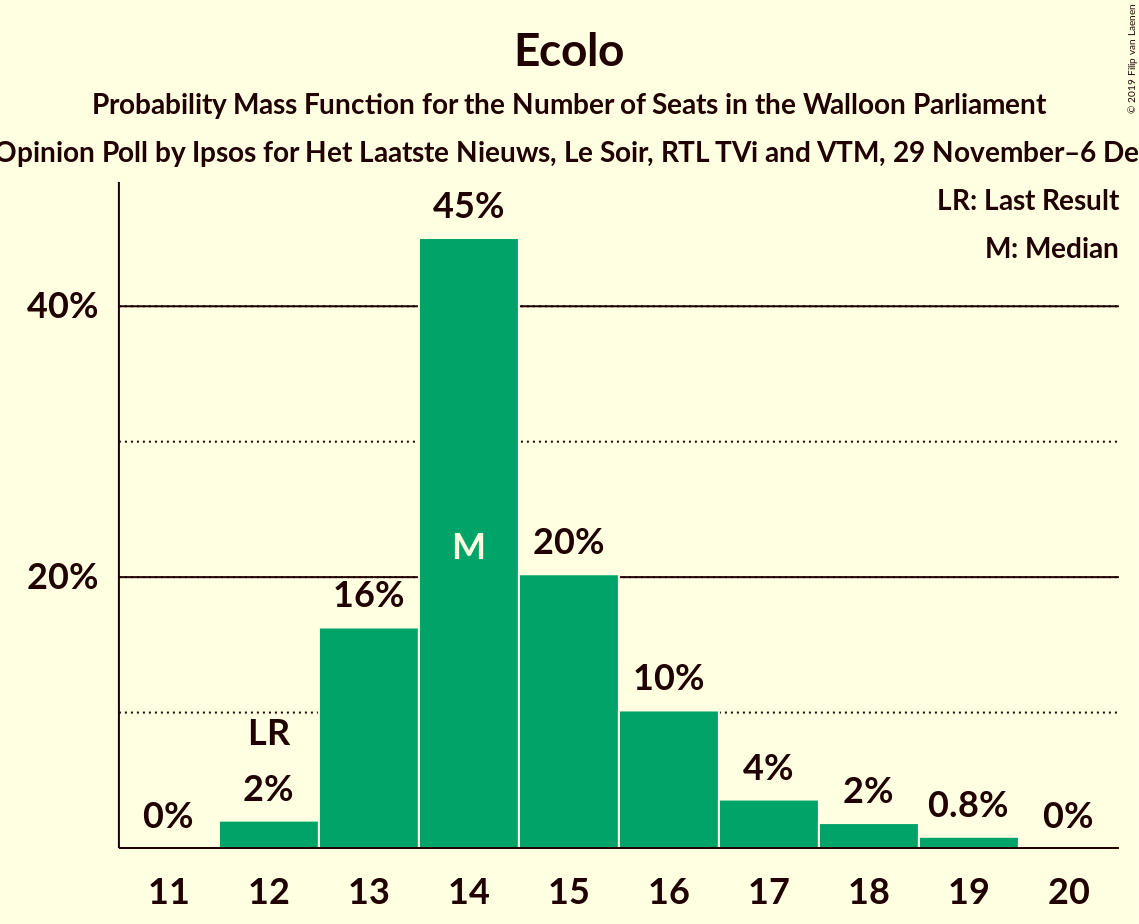 Ecolo
Probability Mass Function for the Number of Seats in the Walloon Parliament
Opinion Poll by Ipsos for Het Laatste Nieuws, Le Soir, RTL TVi and VTM, 29 November–6 De
© 2019 Filip van Laenen
LR: Last Result
M: Median
45%
40%
M
20%
20%
16%
10%
LR
4%
0%
2%
2%
0.8%
0%
11 12 13 14 15 16 17 18 19 20